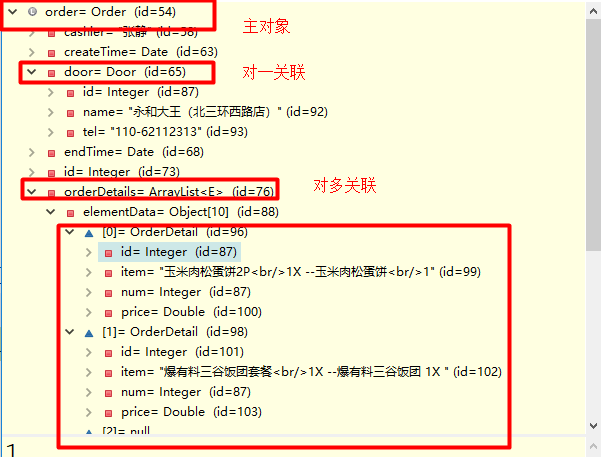 order= Order (id=54)
主对象
cashier= "张静" (id=58)
createTime= Date (id=63)
door= Door (id=65)
对一关联
id= Integer (id=87)
name= "永和大王（北三环西路店）" (id=92)
tel= "110-62112313" (id=93)
endTime= Date (id=68)
id= Integer (id=73)
orderDetails= ArrayList<E> (id=76)
对多关联
elementData= Object[10] (id=88)
[0]= OrderDetail (id=96)
id= Integer (id=87)
item= "玉米肉松蛋饼2P<br/>1X --玉米肉松蛋饼<br/>1" (id=99)
num= Integer (id=87)
price= Double (id=100)
[1]= OrderDetail (id=98)
id= Integer (id=101)
item= "爆有料三谷饭团套餐<br/>1X --爆有料三谷饭团 1X " (id=102)
num= Integer (id=87)
price= Double (id=103)
[2]= null
1